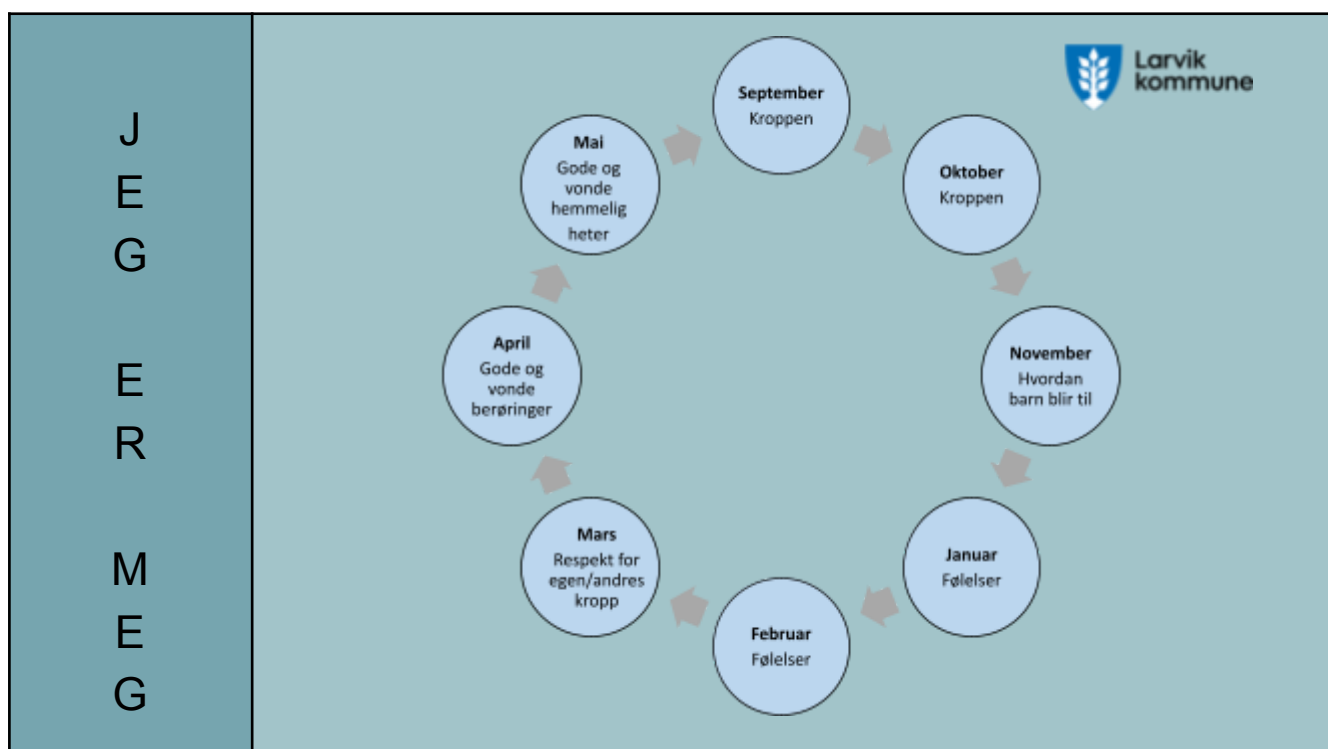 J
E
G
E
R
M
E
G
Larvik
kommune
September
Kroppen
Oktober
Kroppen
November
Hvordan
barn blir til
Januar
Følelser
Februar
Følelser
Mars
Respekt for
egen/andres
kropp
April
Gode og
vonde
berøringer
Mai
Gode og
vonde
hemmelig
heter